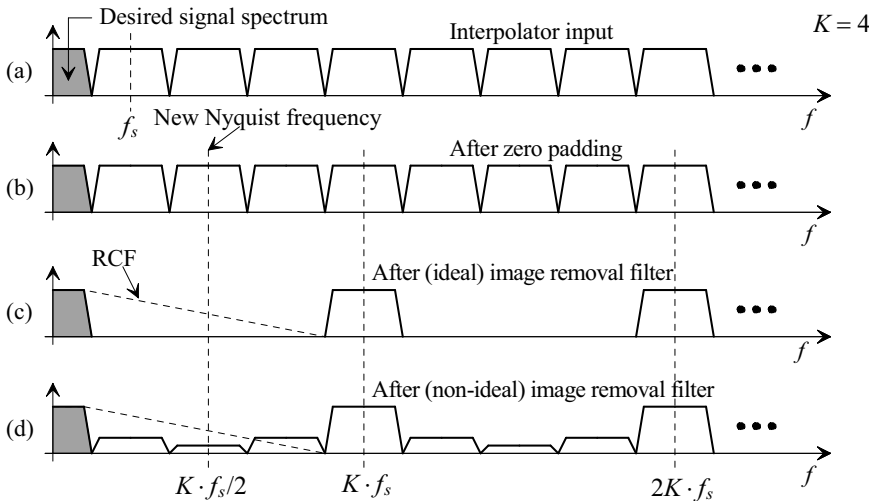 Desired signal spectrum
Interpolator input
K = 4
(a)
f_s
f
New Nyquist frequency
After zero padding
(b)
f
RCF
After (ideal) image removal filter
(c)
f
After (non-ideal) image removal filter
(d)
f
K · f_s/2
K · f_s
2K · f_s